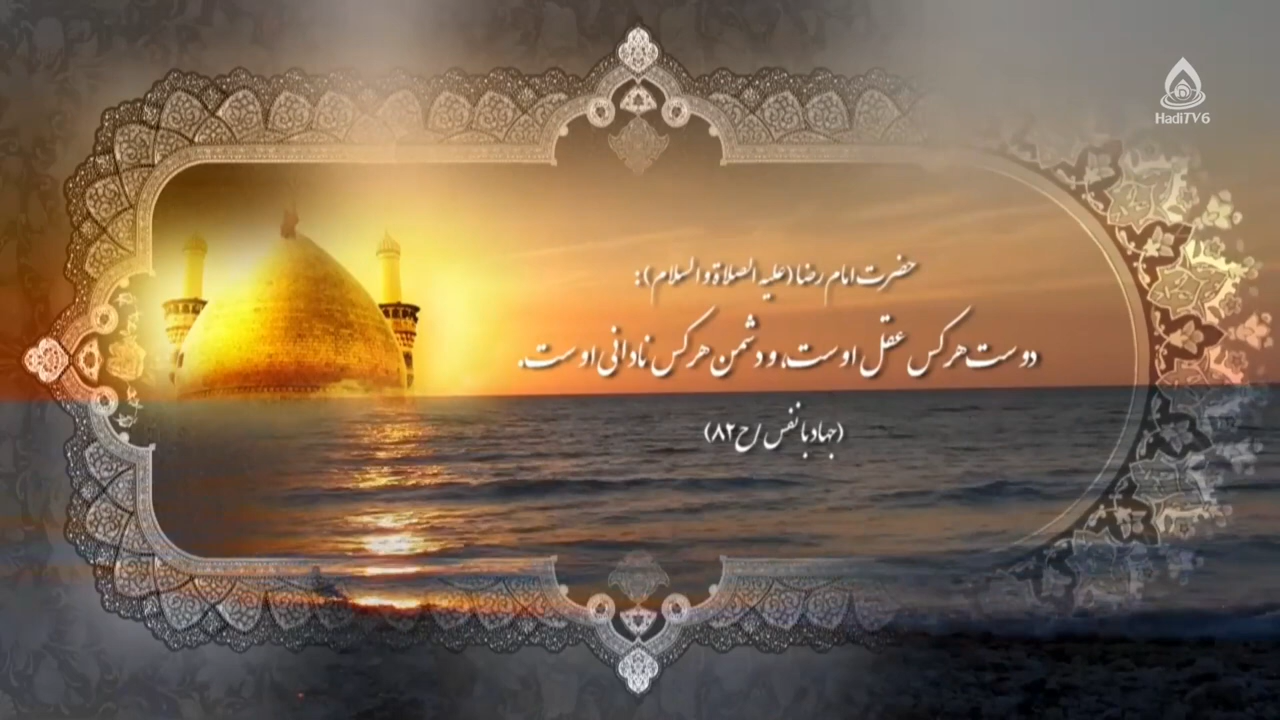 HadiTV6
حضرت امام رضا (علیه الصلاة و السلام) :
دوست هر کس عقل اوست، و دشمن هر کس نادانی اوست.
(جهاد با نفس / ح ۸۲)